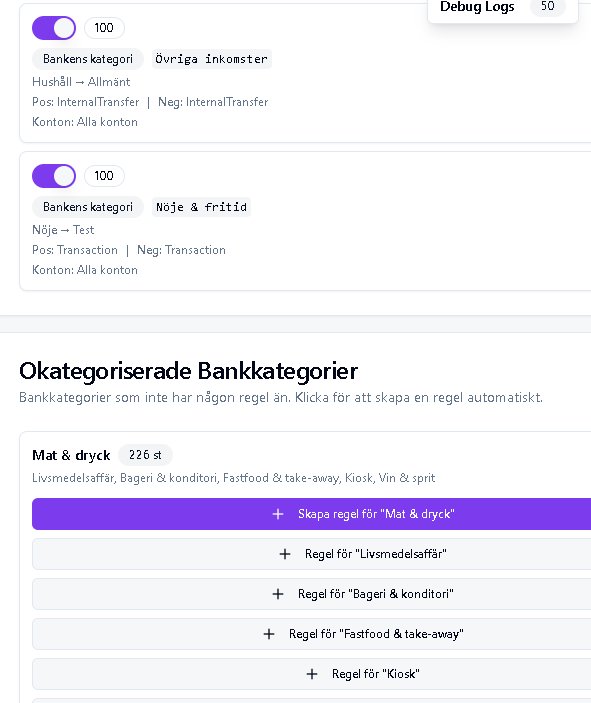 Debug Logs 50
100
Bankens kategori Övriga inkomster
Hushåll → Allmänt
Pos: InternalTransfer | Neg: InternalTransfer
Konton: Alla konton
100
Bankens kategori Nöje & fritid
Nöje → Test
Pos: Transaction | Neg: Transaction
Konton: Alla konton
Okategoriserade Bankkategorier
Bankkategorier som inte har någon regel än. Klicka för att skapa en regel automatiskt.
Mat & dryck 226 st
Livsmedelsaffär, Bageri & konditori, Fastfood & take-away, Kiosk, Vin & sprit
+ Skapa regel för "Mat & dryck"
+ Regel för "Livsmedelsaffär"
+ Regel för "Bageri & konditori"
+ Regel för "Fastfood & take-away"
+ Regel för "Kiosk"